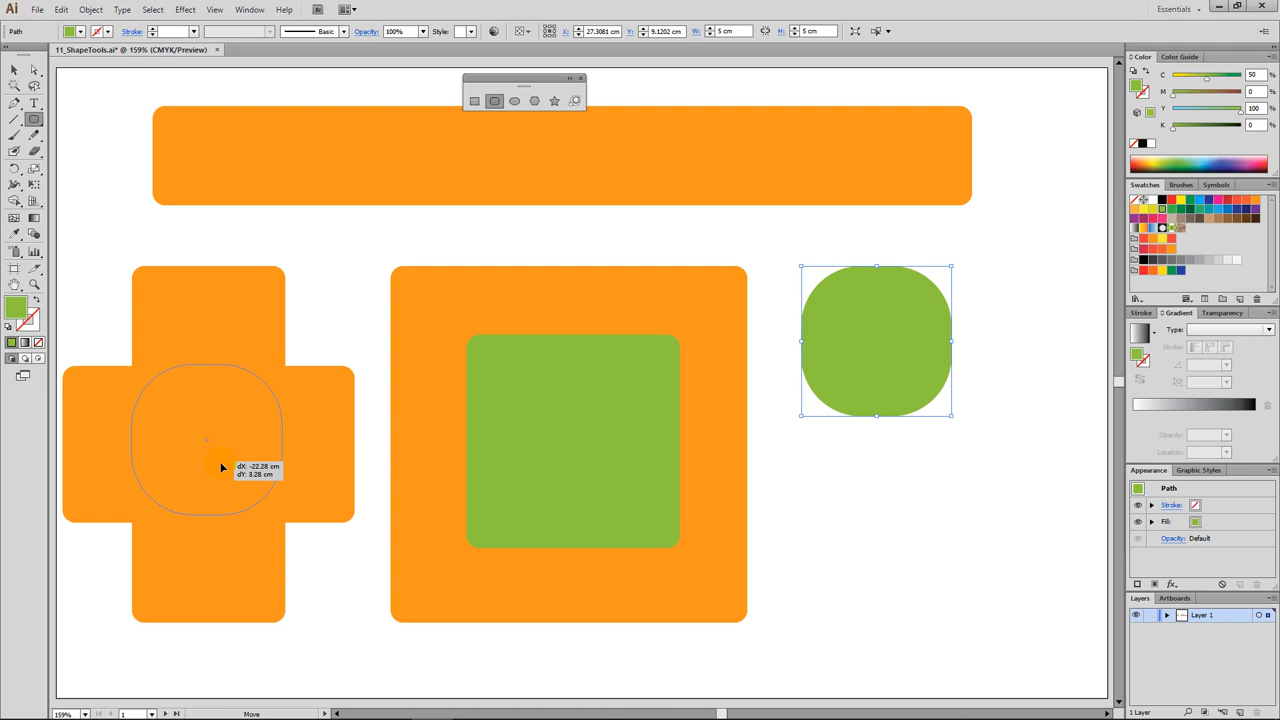 Ai File Edit Object Type Select Effect View Window Help Br Essentials
Path Stroke: Basic Opacity: 100% Style: X: 27.3081 cm Y: 9.1202 cm W: 5 cm H: 5 cm
11_ShapeTools.ai* @ 159% (CMYK/Preview) ×
Color Color Guide
C 50 %
M 0 %
Y 100 %
K 0 %
Swatches Brushes Symbols
Stroke Gradient Transparency
Type:
Stroke:
Opacity:
Location:
dX: -22.28 cm
dY: 3.28 cm
Appearance Graphic Styles
Path
Stroke:
Fill:
Opacity: Default
Layers Artboards
Layer 1
159% 1 Move 1 Layer